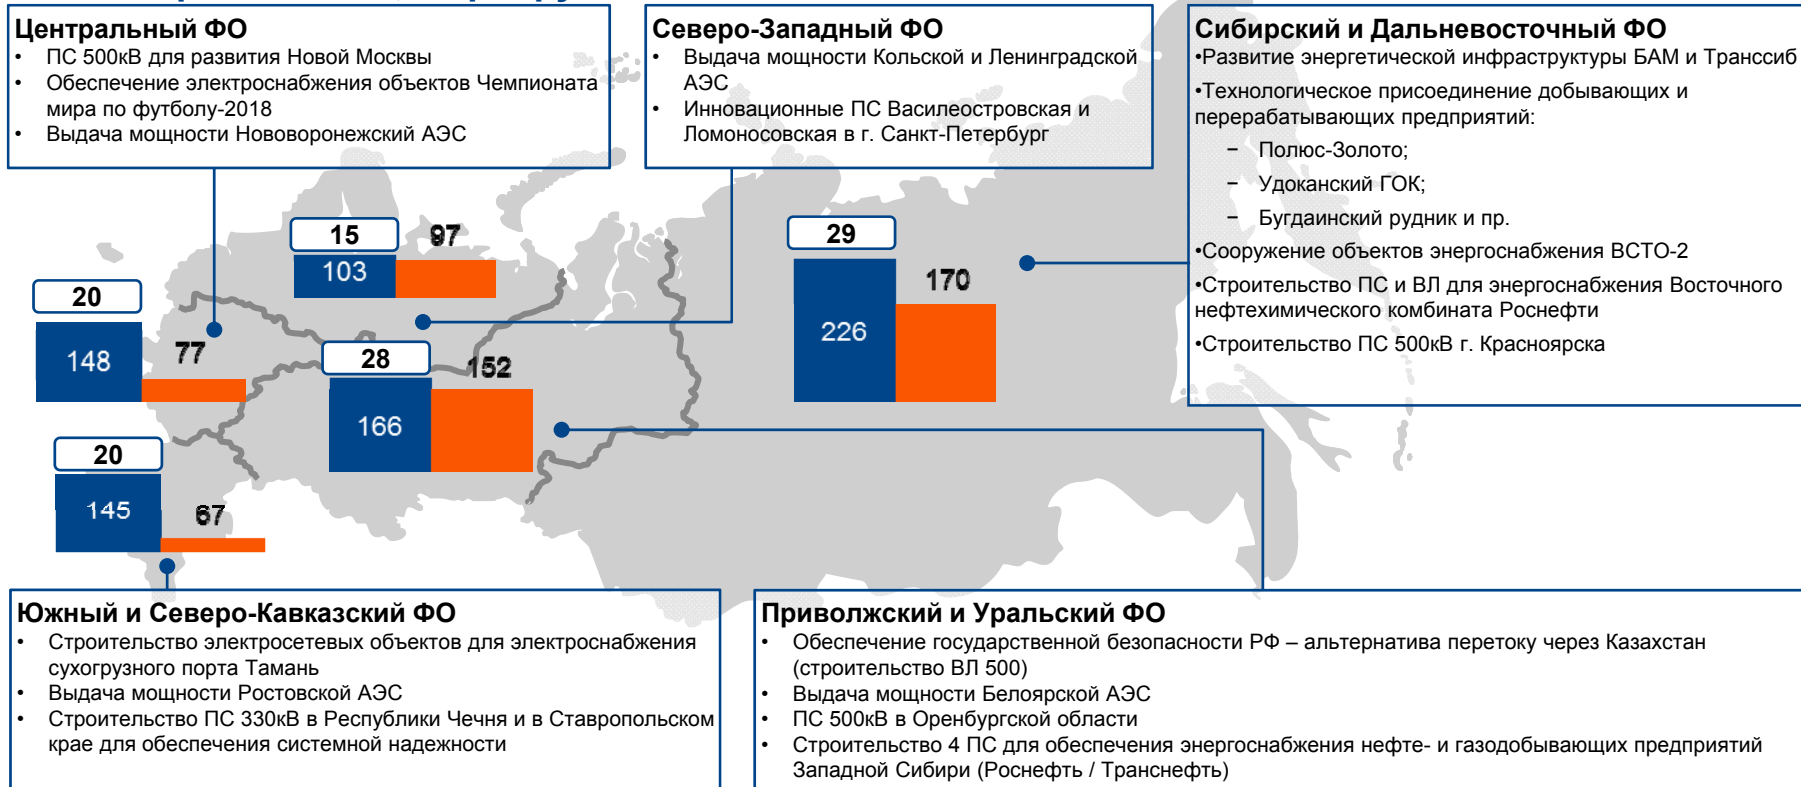 Центральный ФО
• ПС 500кВ для развития Новой Москвы
• Обеспечение электроснабжения объектов Чемпионата
мира по футболу-2018
• Выдача мощности Нововоронежский АЭС
Северо-Западный ФО
• Выдача мощности Кольской и Ленинградской
АЭС
• Инновационные ПС Василеостровская и
Ломоносовская в г. Санкт-Петербург
Сибирский и Дальневосточный ФО
•Развитие энергетической инфраструктуры БАМ и Транссиб
•Технологическое присоединение добывающих и
перерабатывающих предприятий:
− Полюс-Золото;
− Удоканский ГОК;
− Бугдаинский рудник и пр.
•Сооружение объектов энергоснабжения ВСТО-2
•Строительство ПС и ВЛ для энергоснабжения Восточного
нефтехимического комбината Роснефти
•Строительство ПС 500кВ г. Красноярска
15
97
103
20
148
77
28
152
166
29
170
226
20
145
67
Южный и Северо-Кавказский ФО
• Строительство электросетевых объектов для электроснабжения
сухогрузного порта Тамань
• Выдача мощности Ростовской АЭС
• Строительство ПС 330кВ в Республики Чечня и в Ставропольском
крае для обеспечения системной надежности
Приволжский и Уральский ФО
• Обеспечение государственной безопасности РФ – альтернатива перетоку через Казахстан
(строительство ВЛ 500)
• Выдача мощности Белоярской АЭС
• ПС 500кВ в Оренбургской области
• Строительство 4 ПС для обеспечения энергоснабжения нефте- и газодобывающих предприятий
Западной Сибири (Роснефть / Транснефть)